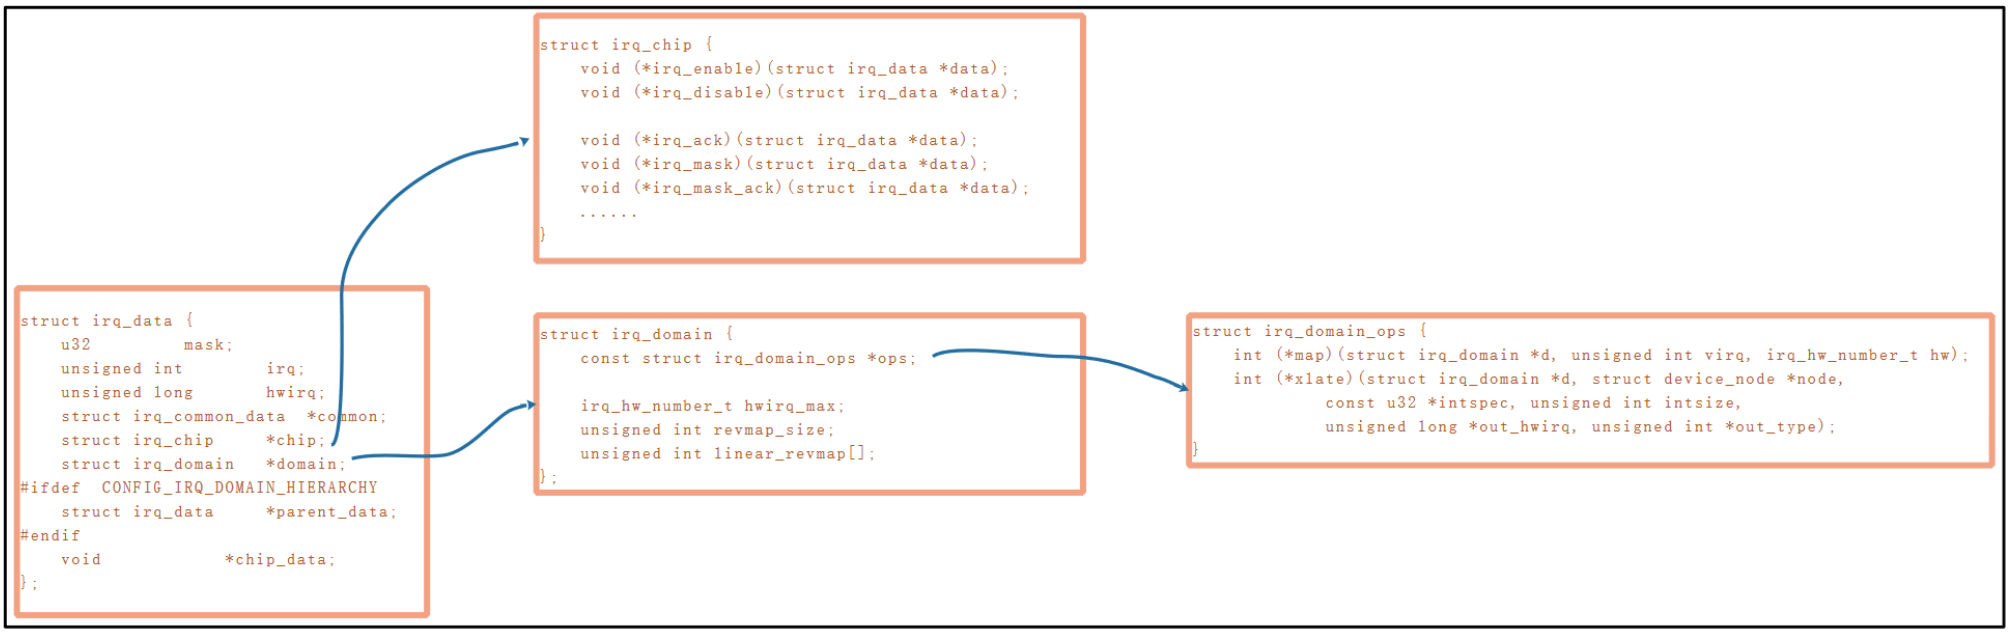 struct irq_chip {
    void (*irq_enable)(struct irq_data *data);
    void (*irq_disable)(struct irq_data *data);
    void (*irq_ack)(struct irq_data *data);
    void (*irq_mask)(struct irq_data *data);
    void (*irq_mask_ack)(struct irq_data *data);
    ......
}
struct irq_data {
    u32         mask;
    unsigned int        irq;
    unsigned long       hwirq;
    struct irq_common_data  *common;
    struct irq_chip     *chip;
    struct irq_domain   *domain;
#ifdef  CONFIG_IRQ_DOMAIN_HIERARCHY
    struct irq_data     *parent_data;
#endif
    void            *chip_data;
};
struct irq_domain {
    const struct irq_domain_ops *ops;
    irq_hw_number_t hwirq_max;
    unsigned int revmap_size;
    unsigned int linear_revmap[];
};
struct irq_domain_ops {
    int (*map)(struct irq_domain *d, unsigned int virq, irq_hw_number_t hw);
    int (*xlate)(struct irq_domain *d, struct device_node *node,
             const u32 *intspec, unsigned int intsize,
             unsigned long *out_hwirq, unsigned int *out_type);
}